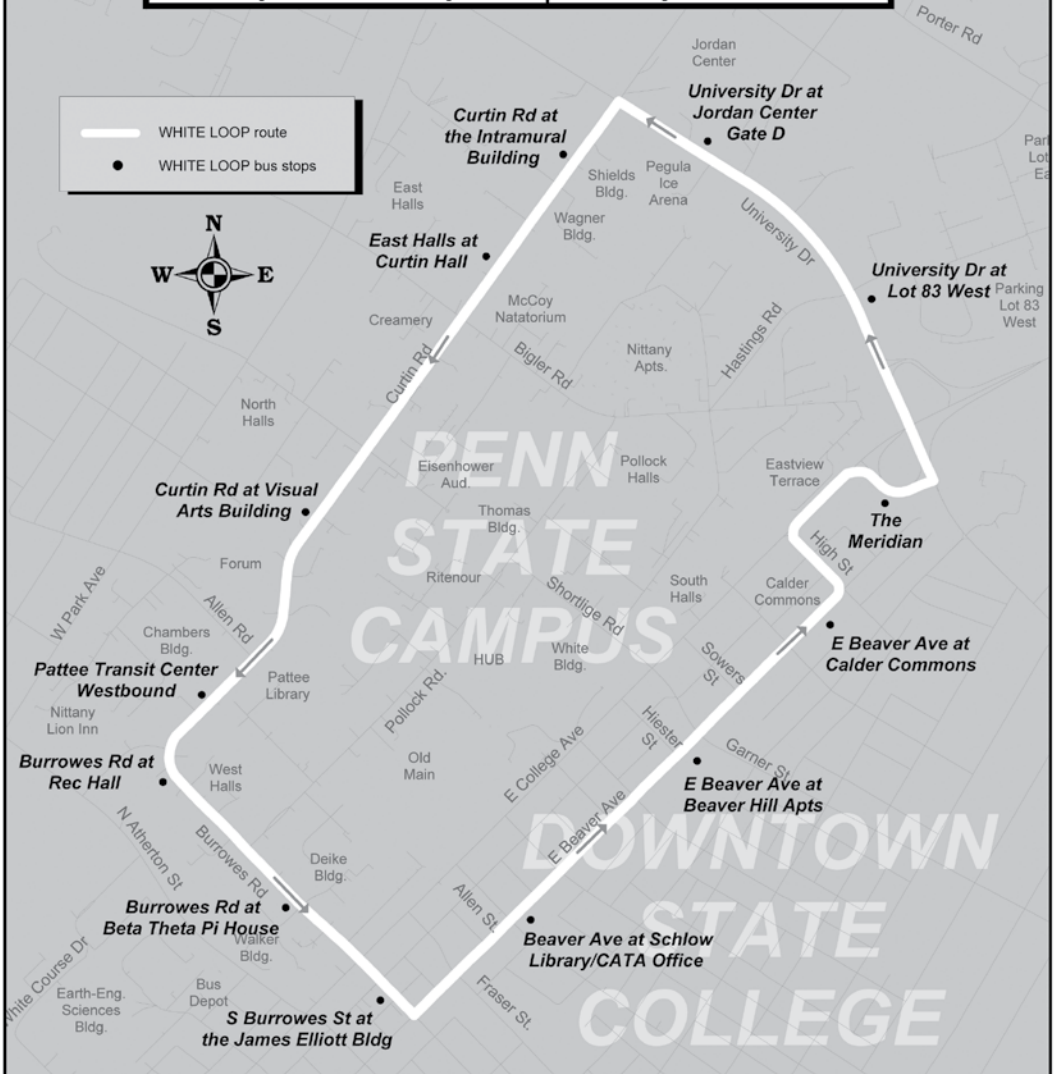 Porter Rd
Jordan
Center
University Dr at
Jordan Center
Gate D
WHITE LOOP route
WHITE LOOP bus stops
Curtin Rd at
the Intramural
Building
Shields
Bldg.
Pegula
Ice
Arena
East
Halls
Wagner
Bldg.
University Dr
N
W
E
S
East Halls at
Curtin Hall
University Dr at
Lot 83 West
Parking
Lot 83
West
McCoy
Natatorium
Creamery
Curtin Rd
Bigler Rd
Nittany
Apts.
Hastings Rd
North
Halls
PENN
STATE
CAMPUS
Eisenhower
Aud.
Pollock
Halls
Eastview
Terrace
Curtin Rd at Visual
Arts Building
Thomas
Bldg.
The
Meridian
High St
Forum
Ritenour
Shortlige Rd
South
Halls
Calder
Commons
W Park Ave
Allen Rd
Chambers
Bldg.
E Beaver Ave at
Calder Commons
HUB
White
Bldg.
Sowers
St
Pattee Transit Center
Westbound
Pattee
Library
Pollock Rd.
Nittany
Lion Inn
Hiester
St
Garner St
Burrowes Rd at
Rec Hall
West
Halls
Old
Main
E College Ave
E Beaver Ave at
Beaver Hill Apts
E Beaver Ave
DOWNTOWN
STATE
COLLEGE
N Atherton St
Burrowes Rd
Deike
Bldg.
Allen St
Burrowes Rd at
Beta Theta Pi House
Walker
Bldg.
Beaver Ave at Schlow
Library/CATA Office
White Course Dr
Earth-Eng.
Sciences
Bldg.
Bus
Depot
Fraser St.
S Burrowes St at
the James Elliott Bldg